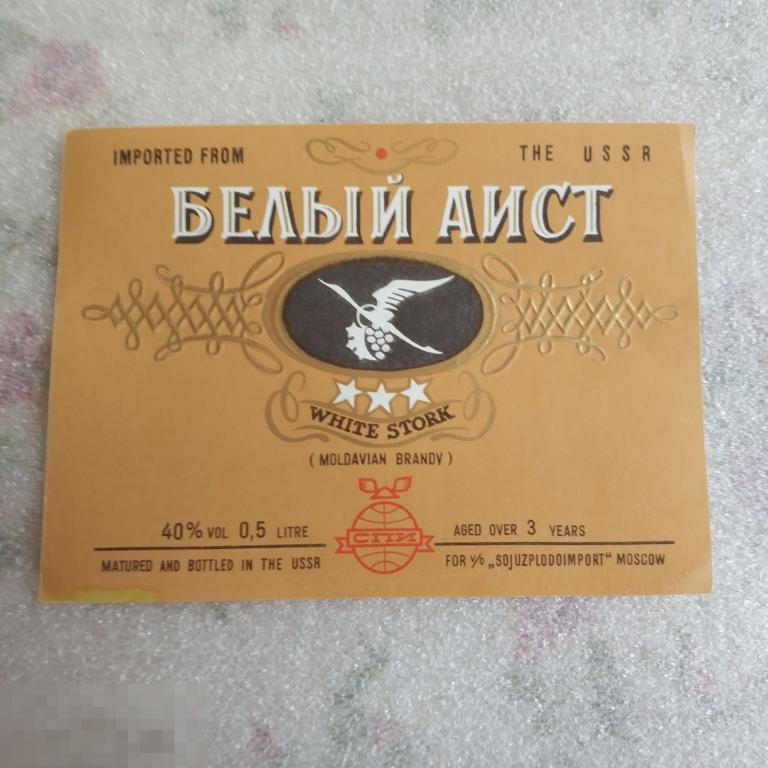 IMPORTED FROM THE USSR
БЕЛЫЙ АИСТ
WHITE STORK
( MOLDAVIAN BRANDY )
40% VOL 0,5 LITRE AGED OVER 3 YEARS
СПИ
MATURED AND BOTTLED IN THE USSR FOR V/O „SOJUZPLODOIMPORT“ MOSCOW